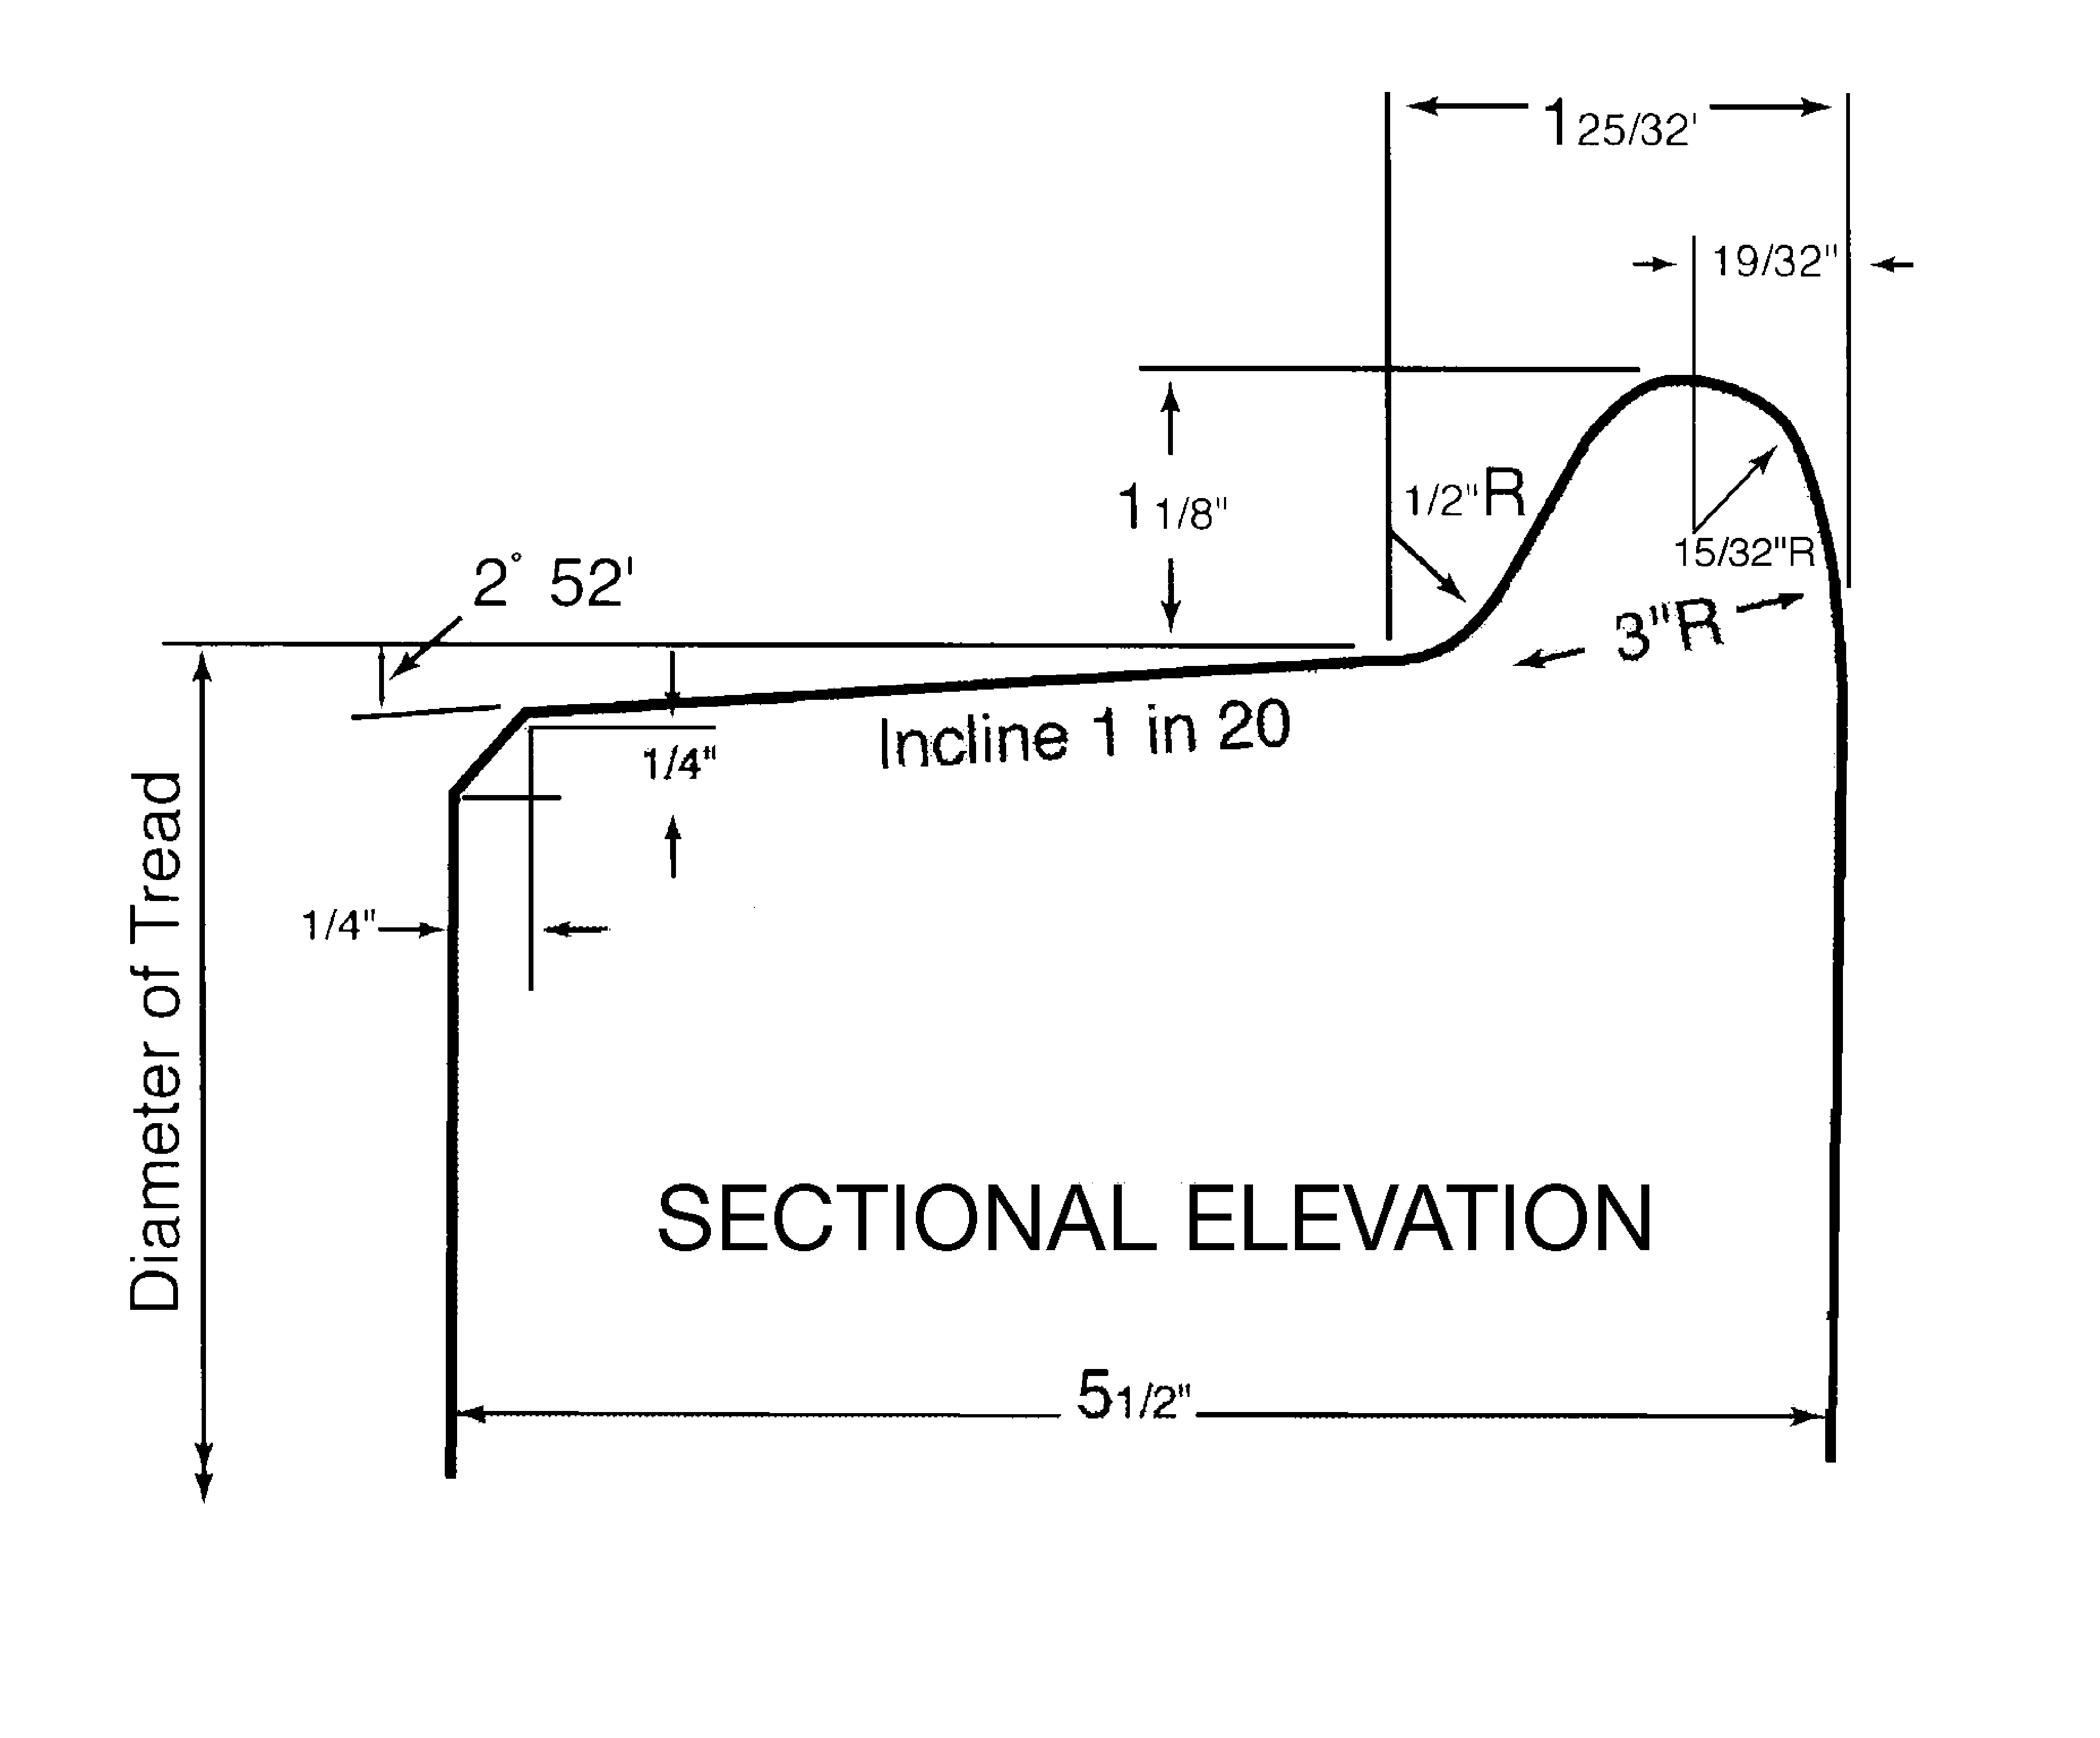 1 25/32'
19/32"
1 1/8"
1/2"R
15/32"R
2° 52'
3"R
Incline 1 in 20
1/4"
1/4"
Diameter of Tread
SECTIONAL ELEVATION
5 1/2"